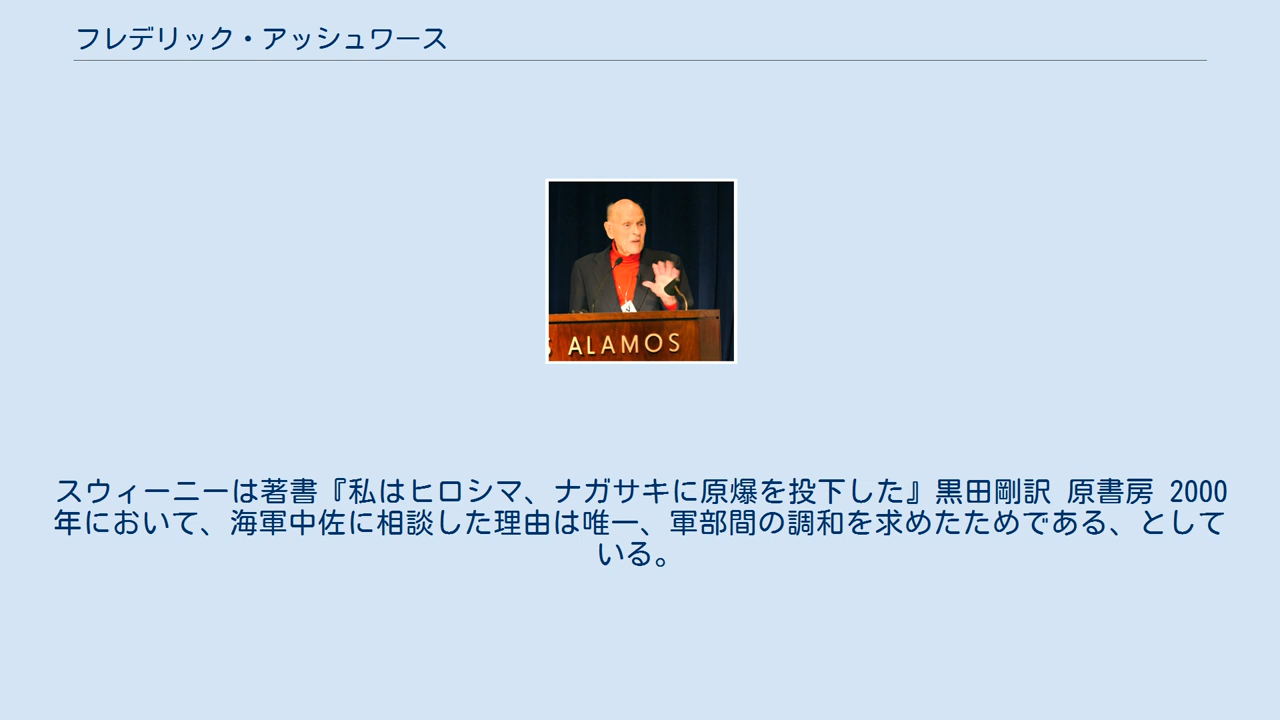 フレデリック・アッシュワース
S ALAMOS
スウィーニーは著書『私はヒロシマ、ナガサキに原爆を投下した』黒田剛訳 原書房 2000
年において、海軍中佐に相談した理由は唯一、軍部間の調和を求めたためである、として
いる。